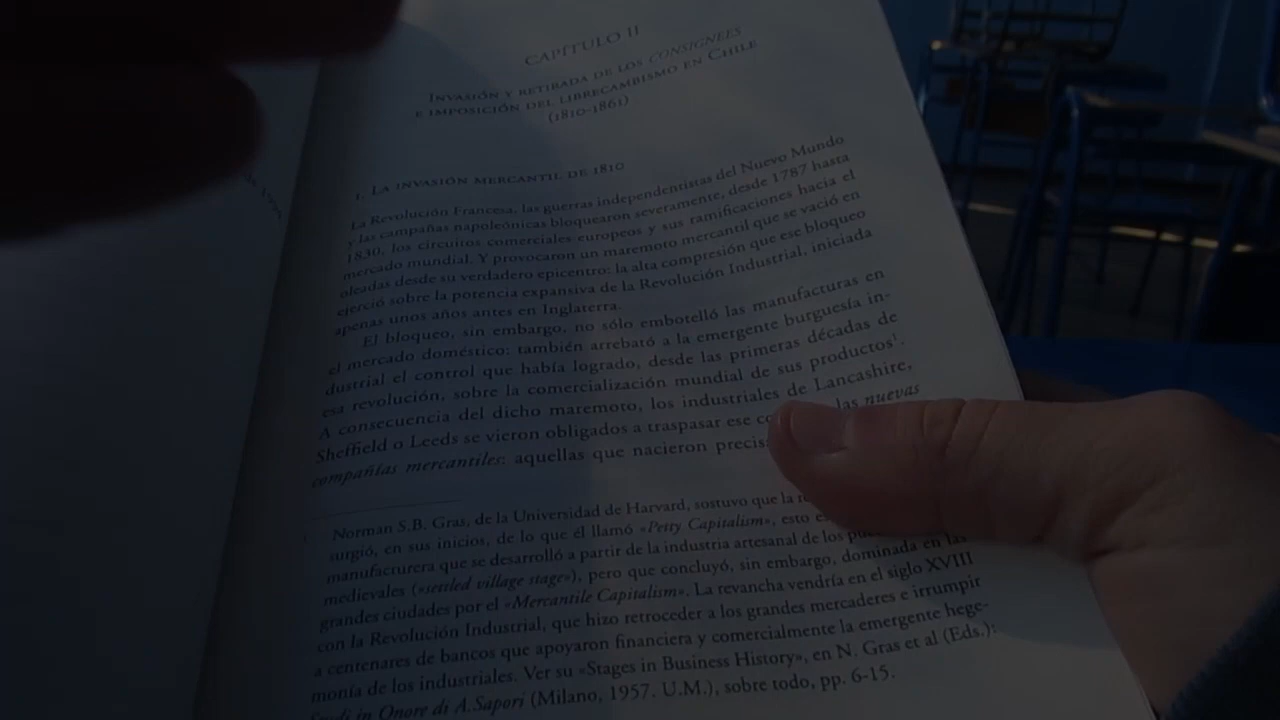 CAPÍTULO II
INVASIÓN Y RETIRADA DE LOS CONSIGNEES
E IMPOSICIÓN DEL LIBRECAMBISMO EN CHILE
(1810-1861)
1. LA INVASIÓN MERCANTIL DE 1810
La Revolución Francesa, las guerras independentistas del Nuevo Mundo
y las campañas napoleónicas bloquearon severamente, desde 1787 hasta
1830, los circuitos comerciales europeos y sus ramificaciones hacia el
mercado mundial. Y provocaron un maremoto mercantil que se vació en
oleadas desde su verdadero epicentro: la alta compresión que ese bloqueo
ejerció sobre la potencia expansiva de la Revolución Industrial, iniciada
apenas unos años antes en Inglaterra.
El bloqueo, sin embargo, no sólo embotelló las manufacturas en
el mercado doméstico: también arrebató a la emergente burguesía in-
dustrial el control que había logrado, desde las primeras décadas de
esa revolución, sobre la comercialización mundial de sus productos¹.
A consecuencia del dicho maremoto, los industriales de Lancashire,
Sheffield o Leeds se vieron obligados a traspasar ese las nuevas
compañías mercantiles: aquellas que nacieron
Norman S.B. Gras, de la Universidad de Harvard, sostuvo que la
surgió, en sus inicios, de lo que él llamó «Petty Capitalism», esto
manufacturera que se desarrolló a partir de la industria artesanal de los
medievales («settled village stage»), pero que concluyó, sin embargo, dominada en las
grandes ciudades por el «Mercantile Capitalism». La revancha vendría en el siglo XVIII
con la Revolución Industrial, que hizo retroceder a los grandes mercaderes e irrumpir
a centenares de bancos que apoyaron financiera y comercialmente la emergente hege-
monía de los industriales. Ver su «Stages in Business History», en N. Gras et al (Eds.):
Studi in Onore di A. Sapori (Milano, 1957. U.M.), sobre todo, pp. 6-15.